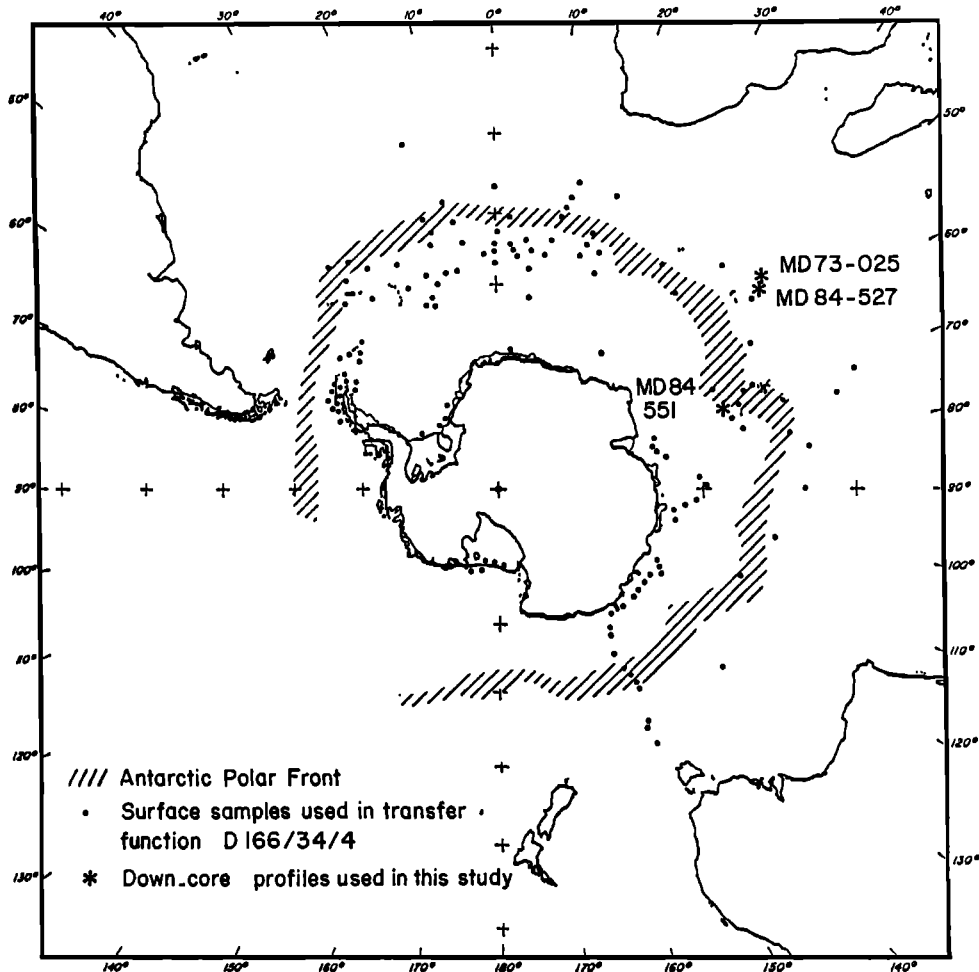 40° 30° 20° 10° 0° 10° 20° 30° 40°
50° 50°
60° 60°
MD73-025
MD84-527
70° 70°
MD84
551
80° 80°
90° 90°
100° 100°
110° 110°
120° 120°
//// Antarctic Polar Front
• Surface samples used in transfer
function D166/34/4
130° 130°
* Down-core profiles used in this study
140° 150° 160° 170° 180° 170° 160° 150° 140°